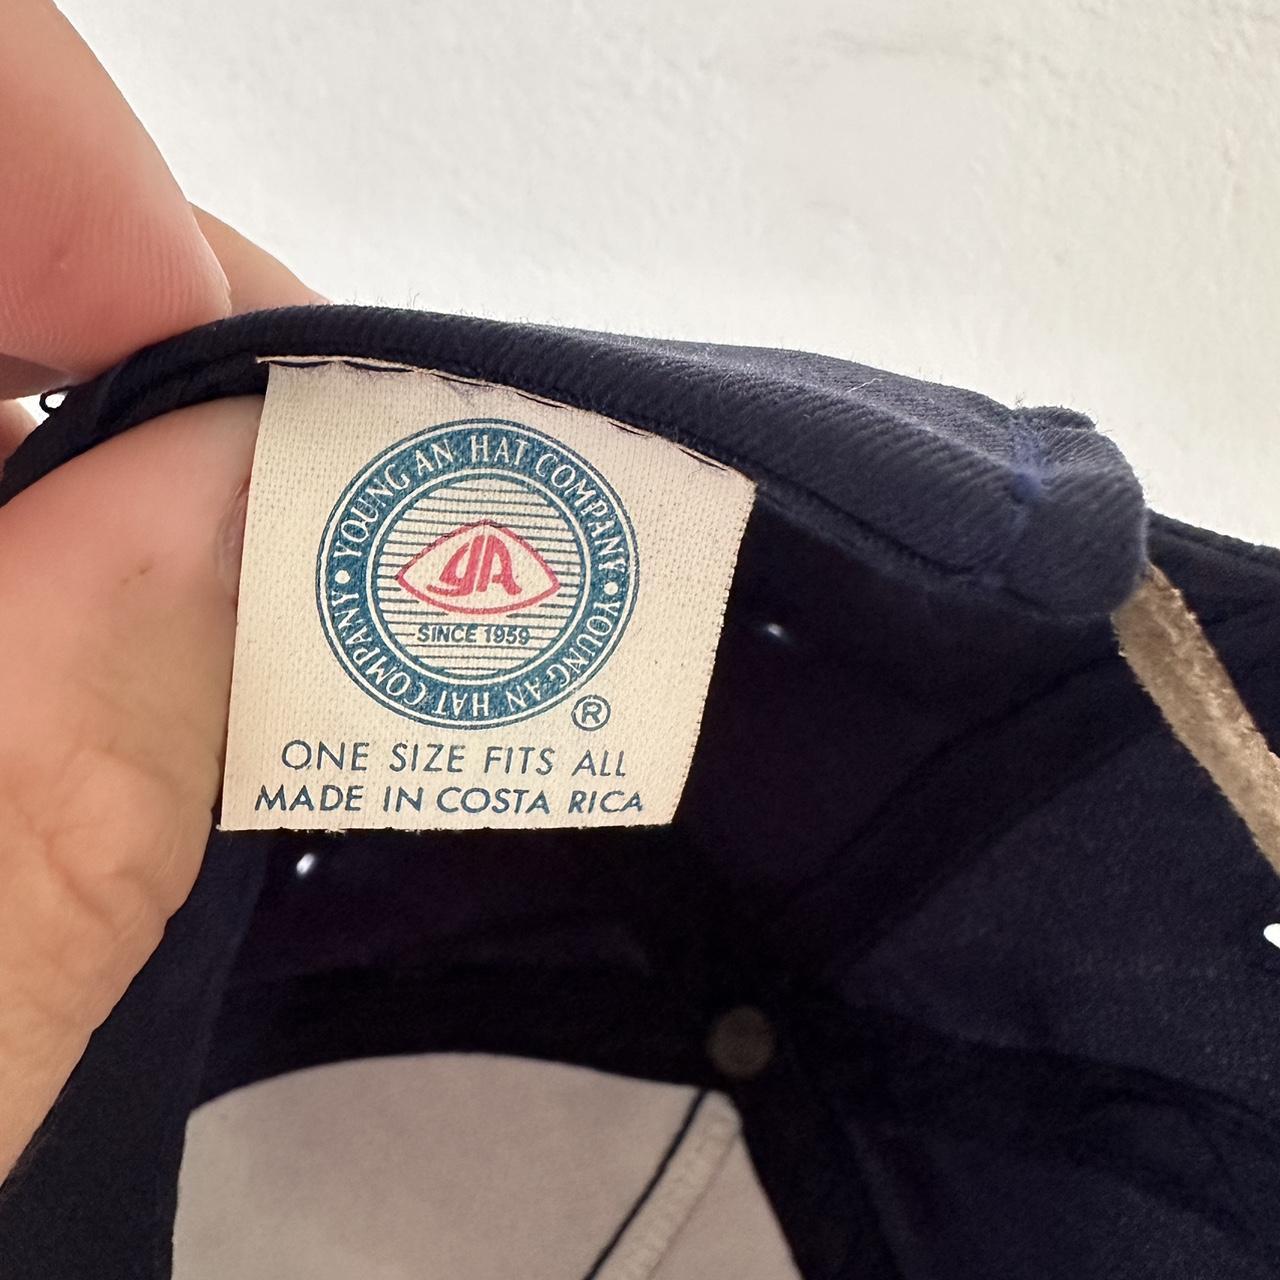 YOUNG AN HAT COMPANY • YOUNG AN HAT COMPANY •
YA
SINCE 1959
®
ONE SIZE FITS ALL
MADE IN COSTA RICA